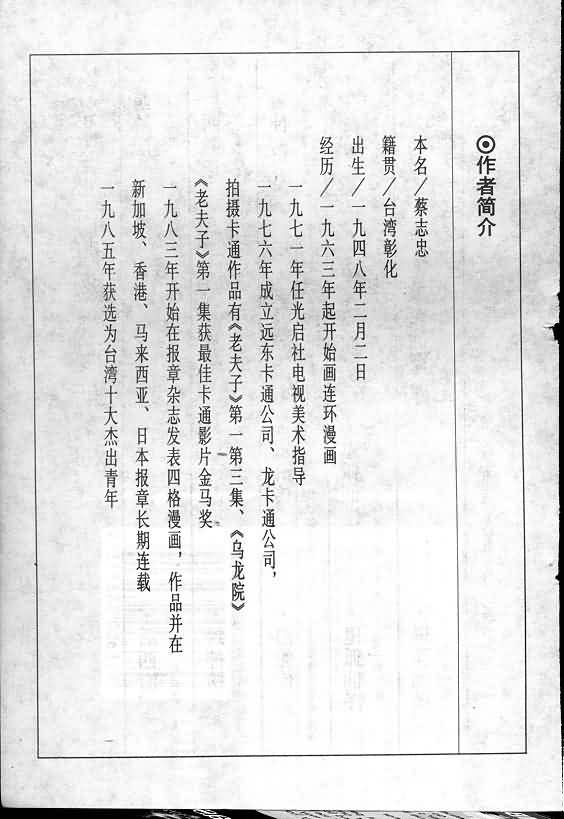 ⊙作者简介
本名／蔡志忠
籍贯／台湾彰化
出生／一九四八年二月二日
经历／一九六三年起开始画连环漫画
一九七一年任光启社电视美术指导
一九七六年成立远东卡通公司、龙卡通公司，
拍摄卡通作品有《老夫子》第一第三集、《乌龙院》
《老夫子》第一集获最佳卡通影片金马奖
一九八三年开始在报章杂志发表四格漫画，作品并在
新加坡、香港、马来西亚、日本报章长期连载
一九八五年获选为台湾十大杰出青年